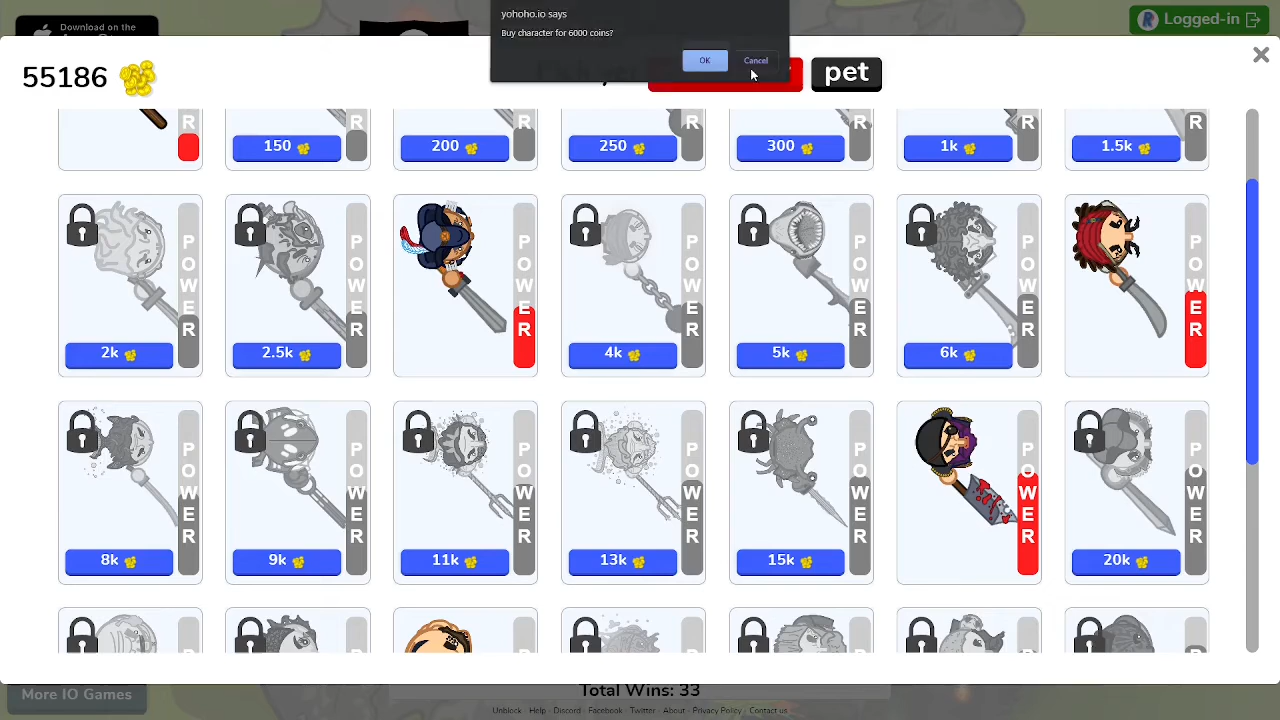 yohoho.io says
Buy character for 6000 coins?
OK
Cancel
Download on the
Logged-in
55186
pet
R
R
R
R
R
R
R
150
200
250
300
1k
1.5k
POWER
POWER
POWER
POWER
POWER
POWER
POWER
2k
2.5k
4k
5k
6k
POWER
POWER
POWER
POWER
POWER
POWER
POWER
8k
9k
11k
13k
15k
20k
More IO Games
Total Wins: 33
Unblock · Help · Discord · Facebook · Twitter · About · Privacy Policy · Contact us